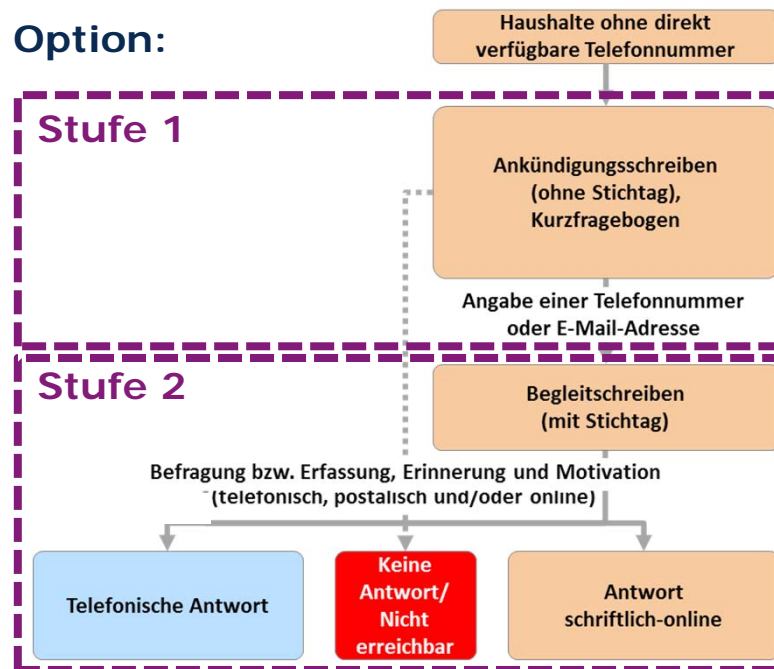 Option:
Haushalte ohne direkt
verfügbare Telefonnummer
Stufe 1
Ankündigungsschreiben
(ohne Stichtag),
Kurzfragebogen
Angabe einer Telefonnummer
oder E-Mail-Adresse
Stufe 2
Begleitschreiben
(mit Stichtag)
Befragung bzw. Erfassung, Erinnerung und Motivation
(telefonisch, postalisch und/oder online)
Telefonische Antwort
Keine
Antwort/
Nicht
erreichbar
Antwort
schriftlich-online